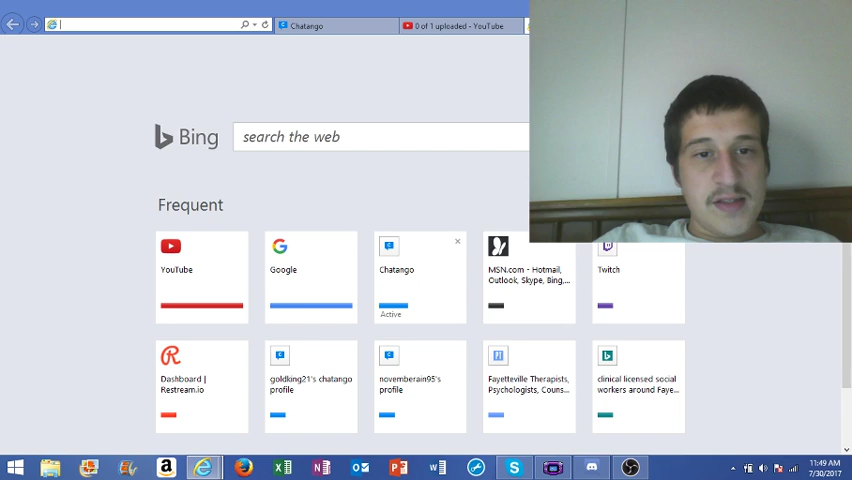 Chatango
0 of 1 uploaded - YouTube
Bing
search the web
Frequent
YouTube
Google
Chatango
Active
MSN.com - Hotmail,
Outlook, Skype, Bing,...
Twitch
Dashboard |
Restream.io
goldking21's chatango
profile
novemberain95's
profile
Fayetteville Therapists,
Psychologists, Couns...
clinical licensed social
workers around Faye...
11:49 AM
7/30/2017